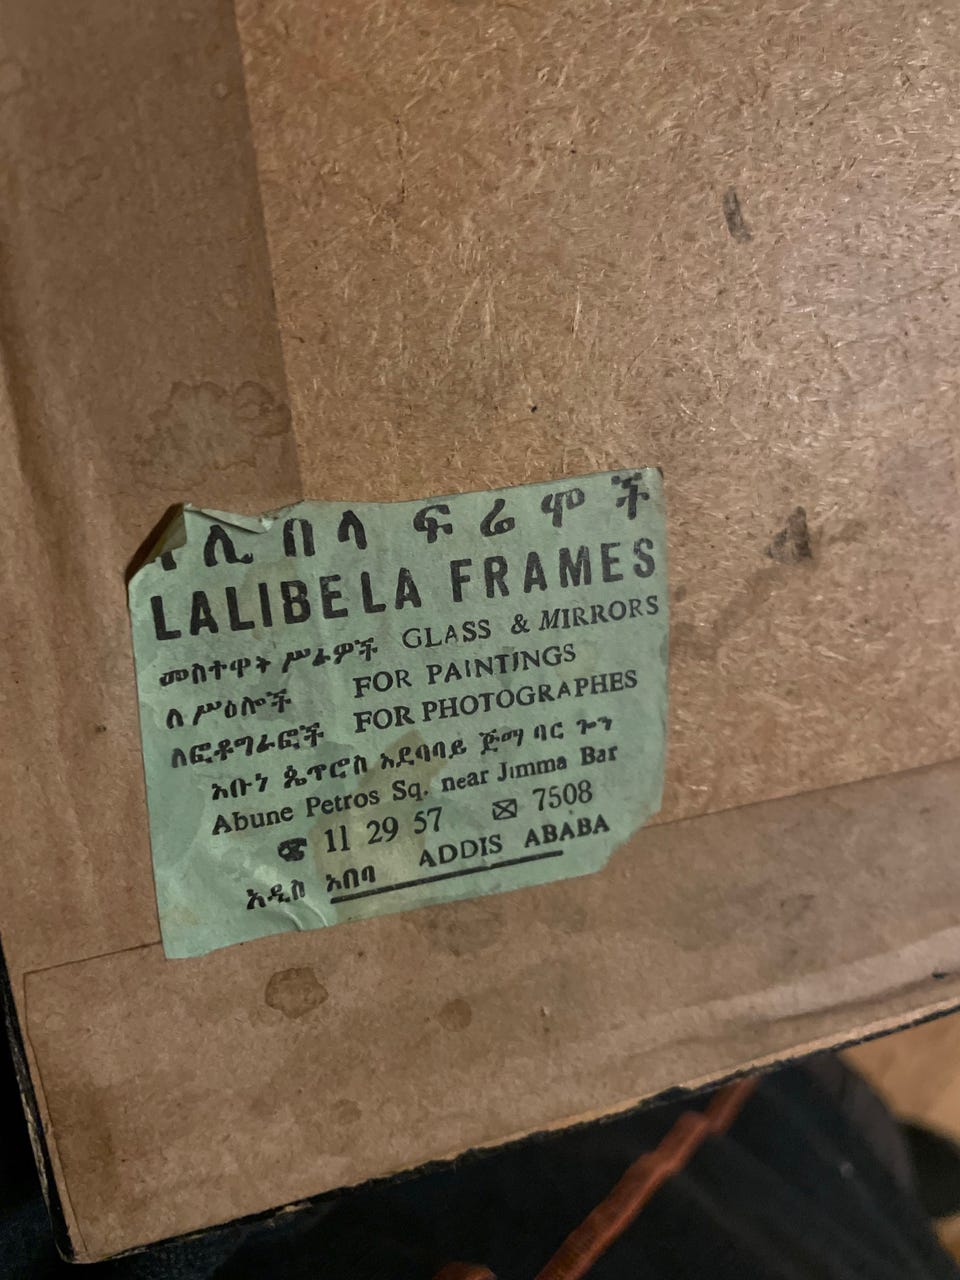 ላሊበላ ፍሬሞች
LALIBELA FRAMES
መስተዋት ሥራዎች GLASS & MIRRORS
ለሥዕሎች FOR PAINTINGS
ለፎቶግራፎች FOR PHOTOGRAPHES
አቡነ ጴጥሮስ አደባባይ ጅማ ባር ጐን
Abune Petros Sq. near Jimma Bar
☎ 11 29 57 ✉ 7508
አዲስ አበባ ADDIS ABABA